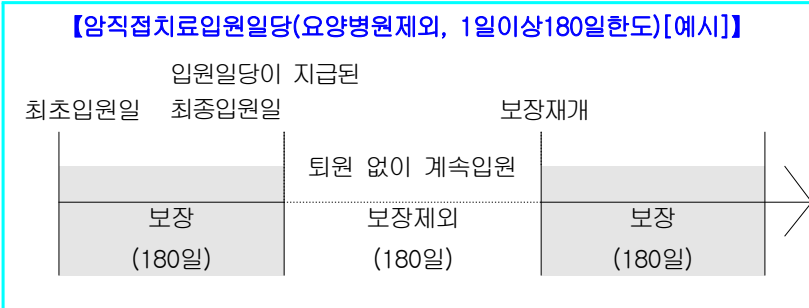 【암직접치료입원일당(요양병원제외, 1일이상180일한도)[예시]】
입원일당이 지급된
최초입원일 최종입원일 보장재개
퇴원 없이 계속입원
보장 보장제외 보장
(180일) (180일) (180일)